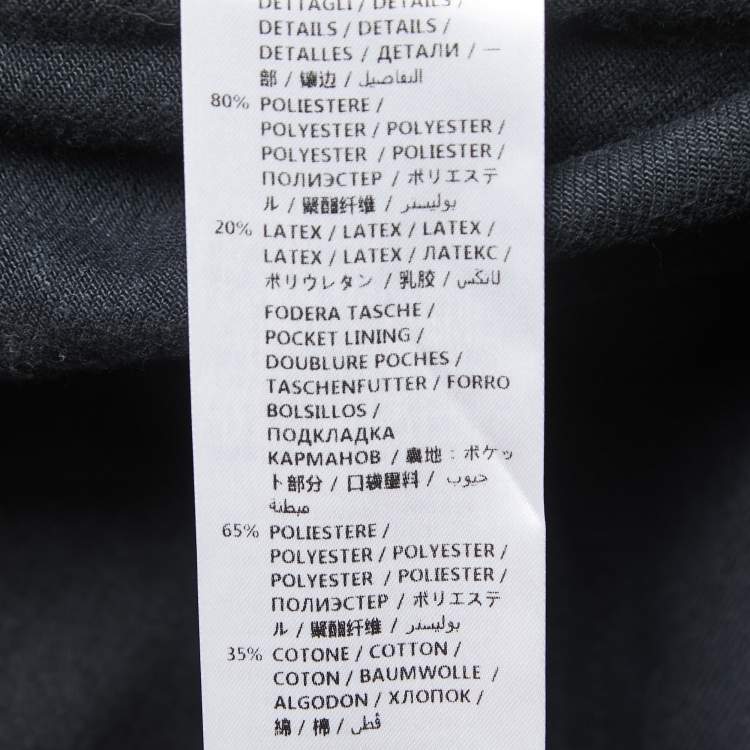 DETTAGLI / DETAILS /
DETAILS / DETAILS /
DETALLES / ДЕТАЛИ / 一
部 / 镶边 / التفاصيل
80% POLIESTERE /
POLYESTER / POLYESTER /
POLYESTER / POLIESTER /
ПОЛИЭСТЕР / ポリエステ
ル / 聚酯纤维 / بوليستر
20% LATEX / LATEX / LATEX /
LATEX / LATEX / ЛАТЕКС /
ポリウレタン / 乳胶 / لاتكس
FODERA TASCHE /
POCKET LINING /
DOUBLURE POCHES /
TASCHENFUTTER / FORRO
BOLSILLOS /
ПОДКЛАДКА
КАРМАНОВ / 裏地：ポケッ
ト部分 / 口袋里料 / جيوب
مبطنة
65% POLIESTERE /
POLYESTER / POLYESTER /
POLYESTER / POLIESTER /
ПОЛИЭСТЕР / ポリエステ
ル / 聚酯纤维 / بوليستر
35% COTONE / COTTON /
COTON / BAUMWOLLE /
ALGODON / ХЛОПОК /
綿 / 棉 / قطن